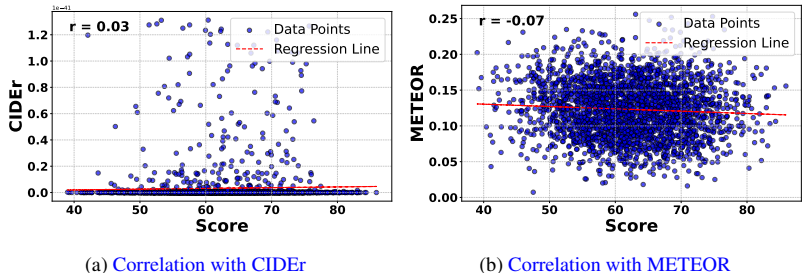 1e-41
r = 0.03
Data Points
Regression Line
CIDEr
1.2
1.0
0.8
0.6
0.4
0.2
0.0
40 50 60 70 80
Score
(a) Correlation with CIDEr
r = -0.07
Data Points
Regression Line
METEOR
0.25
0.20
0.15
0.10
0.05
0.00
40 50 60 70 80
Score
(b) Correlation with METEOR